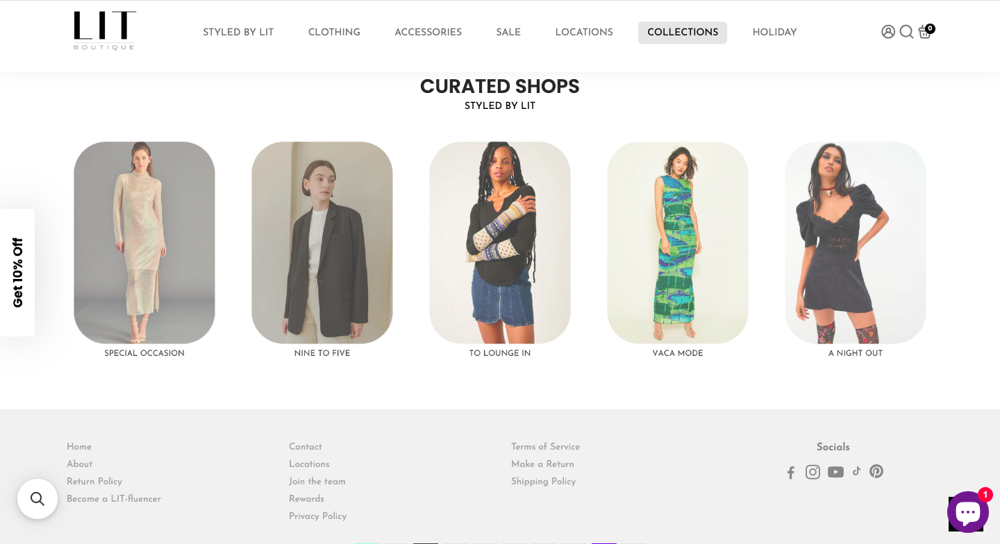 LIT
BOUTIQUE
STYLED BY LIT
CLOTHING
ACCESSORIES
SALE
LOCATIONS
COLLECTIONS
HOLIDAY
0
CURATED SHOPS
STYLED BY LIT
Get 10% Off
SPECIAL OCCASION
NINE TO FIVE
TO LOUNGE IN
VACA MODE
A NIGHT OUT
Home
About
Return Policy
Become a LIT-fluencer
Contact
Locations
Join the team
Rewards
Privacy Policy
Terms of Service
Make a Return
Shipping Policy
Socials
1